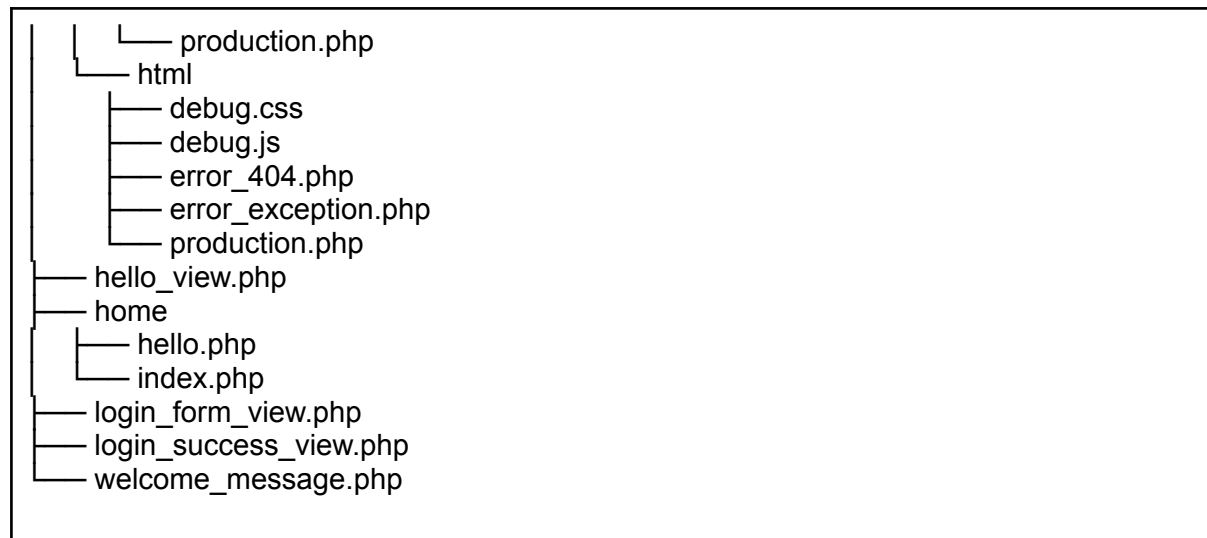 │   │   └── production.php
│   └── html
│       ├── debug.css
│       ├── debug.js
│       ├── error_404.php
│       ├── error_exception.php
│       └── production.php
├── hello_view.php
├── home
│   ├── hello.php
│   └── index.php
├── login_form_view.php
├── login_success_view.php
└── welcome_message.php